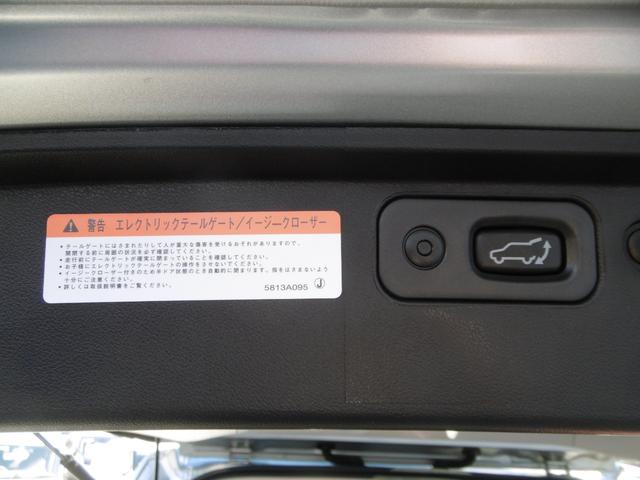 警告 エレクトリックテールゲート/イージークローザー
・テールゲートにはさまれたりして人が重大な傷害を受けるおそれがありますので、
開閉する前に周囲の状況を必ず確認してください。
・走行前にテールゲートが確実に閉まっていることを確認してください。
・お子様にエレクトリックテールゲートの操作をさせないでください。
・イージークローザー付きのため半ドア状態のとき自動的に閉まります。指をはさまないよう
十分にご注意ください。
・詳しくは取扱説明書をご覧ください。
5813A095 Ⓙ